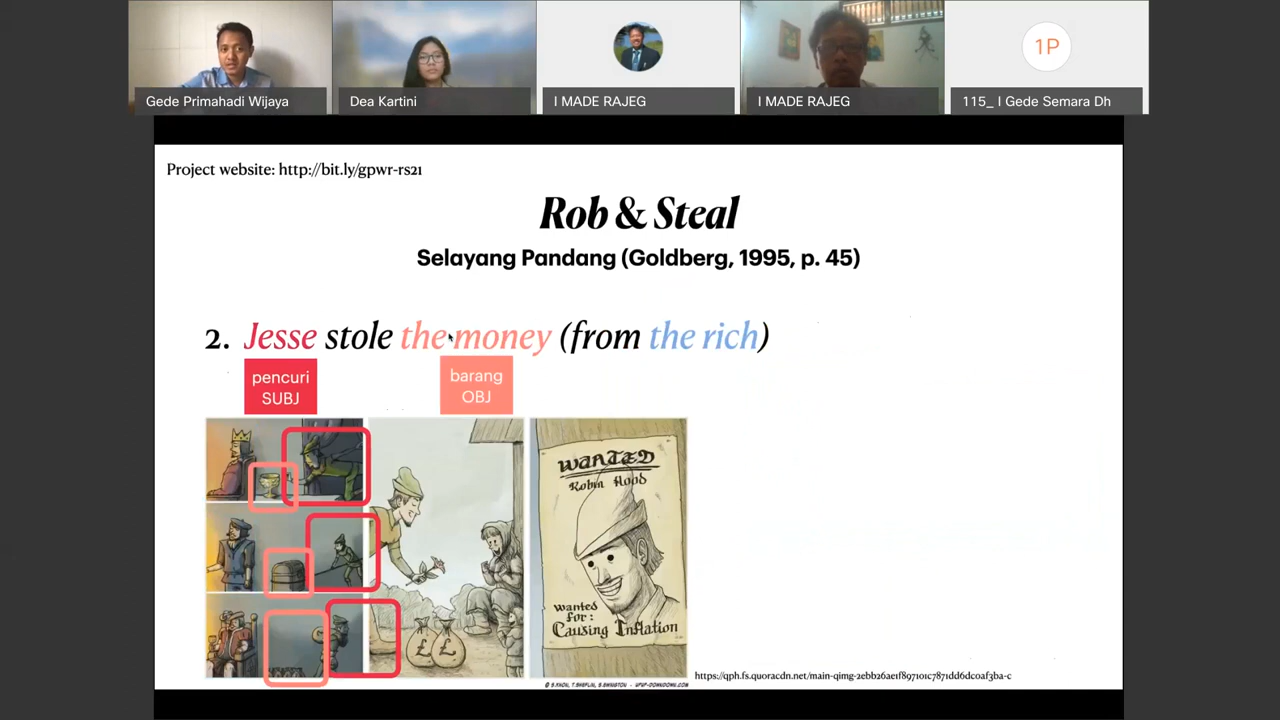 Gede Primahadi Wijaya
Dea Kartini
I MADE RAJEG
I MADE RAJEG
1P
115_ I Gede Semara Dh
Project website: http://bit.ly/gpwr-rs21
Rob & Steal
Selayang Pandang (Goldberg, 1995, p. 45)
2. Jesse stole the money (from the rich)
pencuri
SUBJ
barang
OBJ
WANTED
Robin Hood
Wanted
for:
Causing Inflation
£ £
https://qph.fs.quoracdn.net/main-qimg-2ebb26ae1f897101c7871dd6dc0af3ba-c